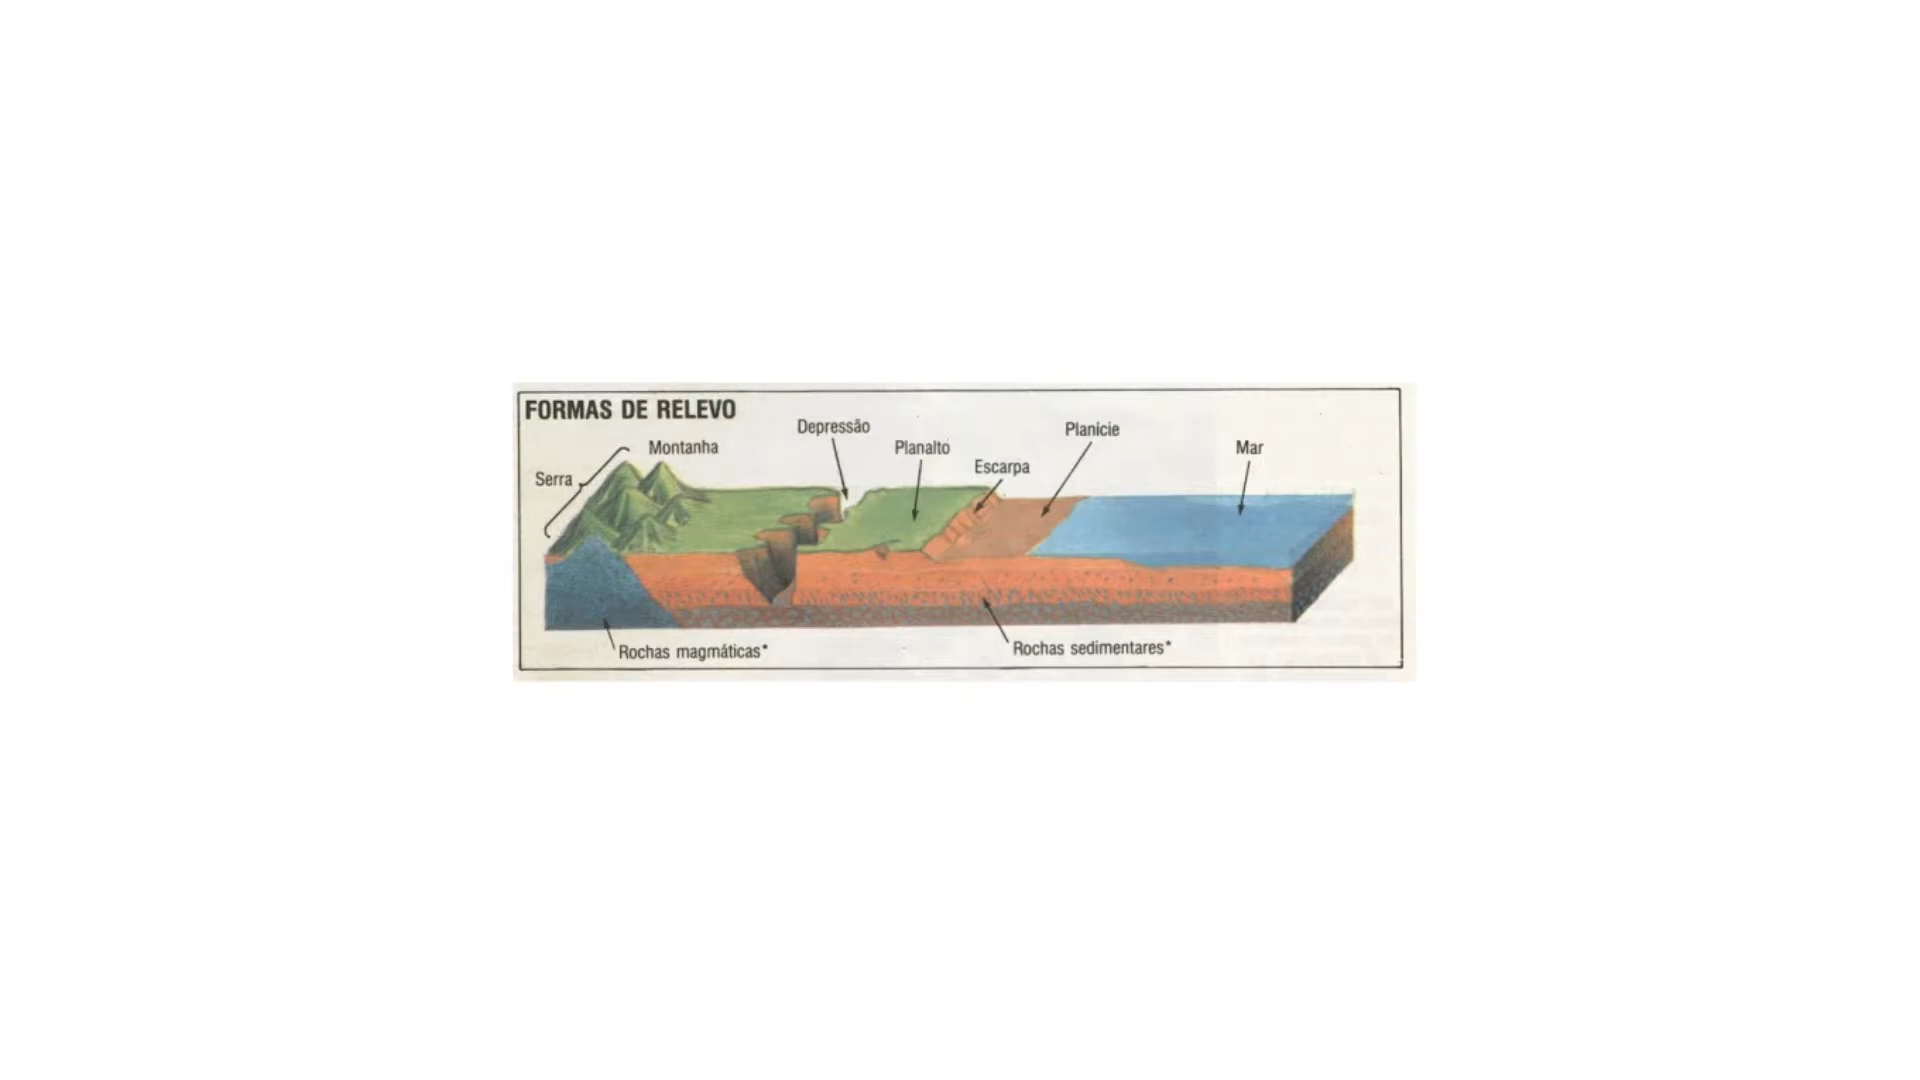 FORMAS DE RELEVO
Depressão
Planície
Montanha
Planalto
Mar
Escarpa
Serra
Rochas magmáticas*
Rochas sedimentares*